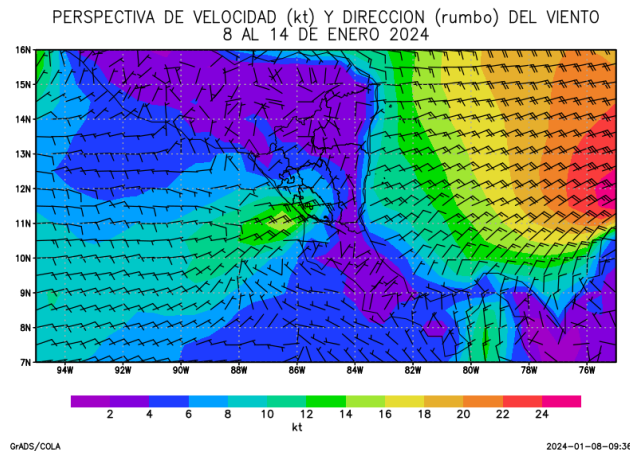 PERSPECTIVA DE VELOCIDAD (kt) Y DIRECCION (rumbo) DEL VIENTO
8 AL 14 DE ENERO 2024
16N
15N
14N
13N
12N
11N
10N
9N
8N
7N
94W 92W 90W 88W 86W 84W 82W 80W 78W 76W
2 4 6 8 10 12 14 16 18 20 22 24
kt
GrADS/COLA 2024-01-08-09:36